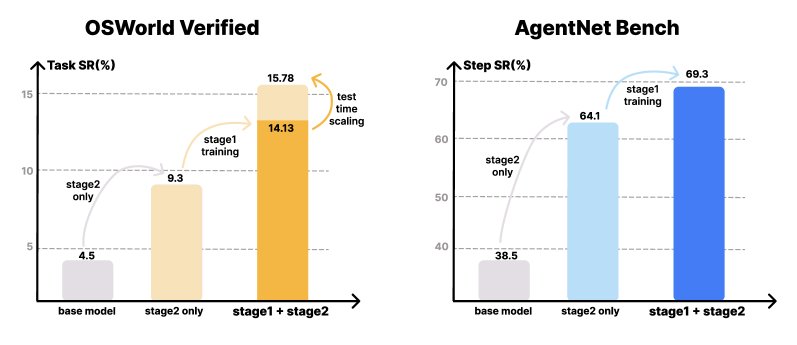 OSWorld Verified
Task SR(%)
15
10
5
15.78
14.13
9.3
4.5
test
time
scaling
stage1
training
stage2
only
base model
stage2 only
stage1 + stage2
AgentNet Bench
Step SR(%)
70
60
50
40
69.3
64.1
38.5
stage1
training
stage2
only
base model
stage2 only
stage1 + stage2